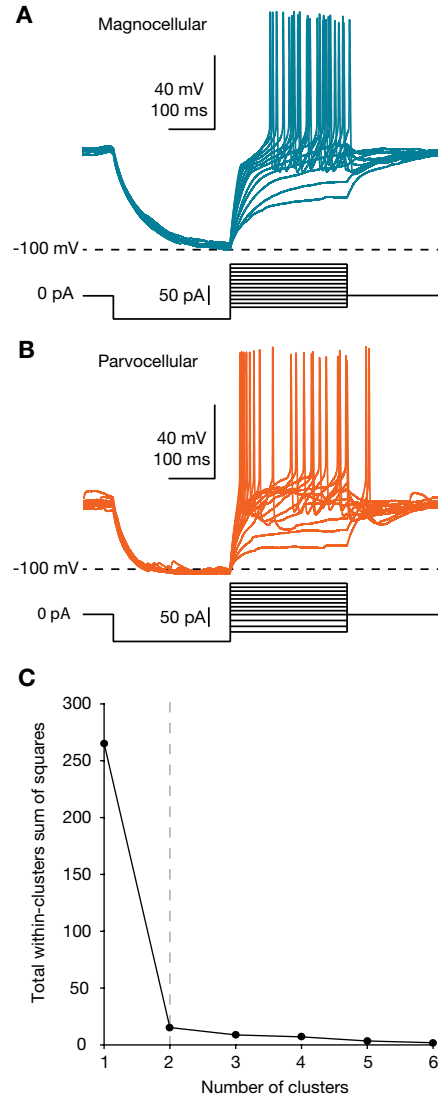 A
Magnocellular
40 mV
100 ms
-100 mV
0 pA
50 pA
B
Parvocellular
40 mV
100 ms
-100 mV
0 pA
50 pA
C
Total within-clusters sum of squares
300
250
200
150
100
50
0
1 2 3 4 5 6
Number of clusters